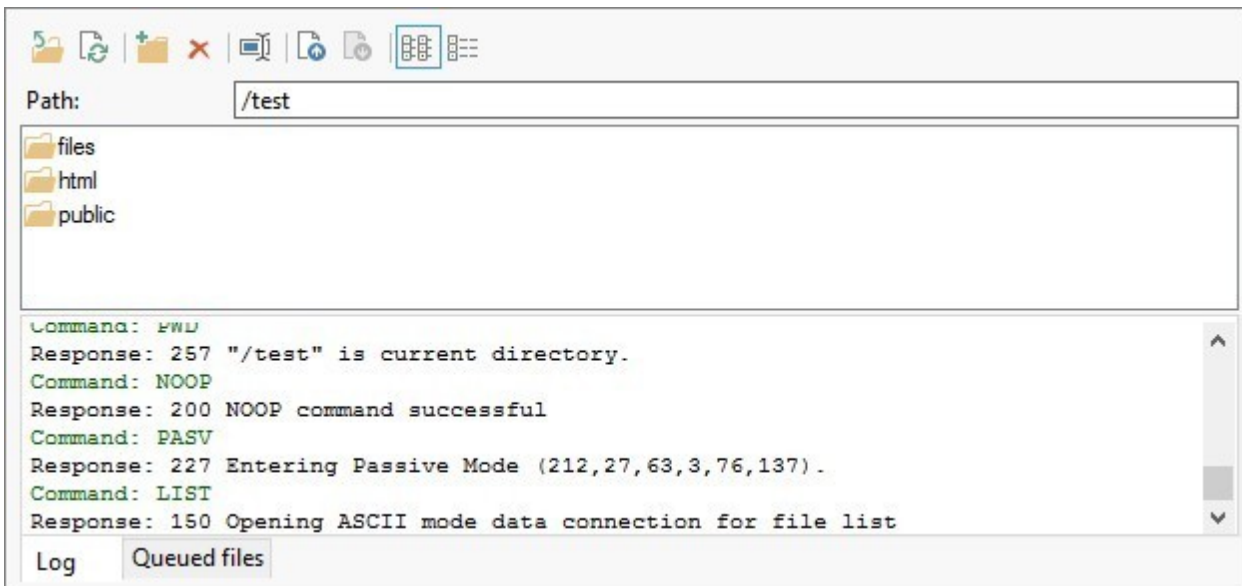 Path: /test
files
html
public
Command: PWD
Response: 257 "/test" is current directory.
Command: NOOP
Response: 200 NOOP command successful
Command: PASV
Response: 227 Entering Passive Mode (212,27,63,3,76,137).
Command: LIST
Response: 150 Opening ASCII mode data connection for file list
Log Queued files